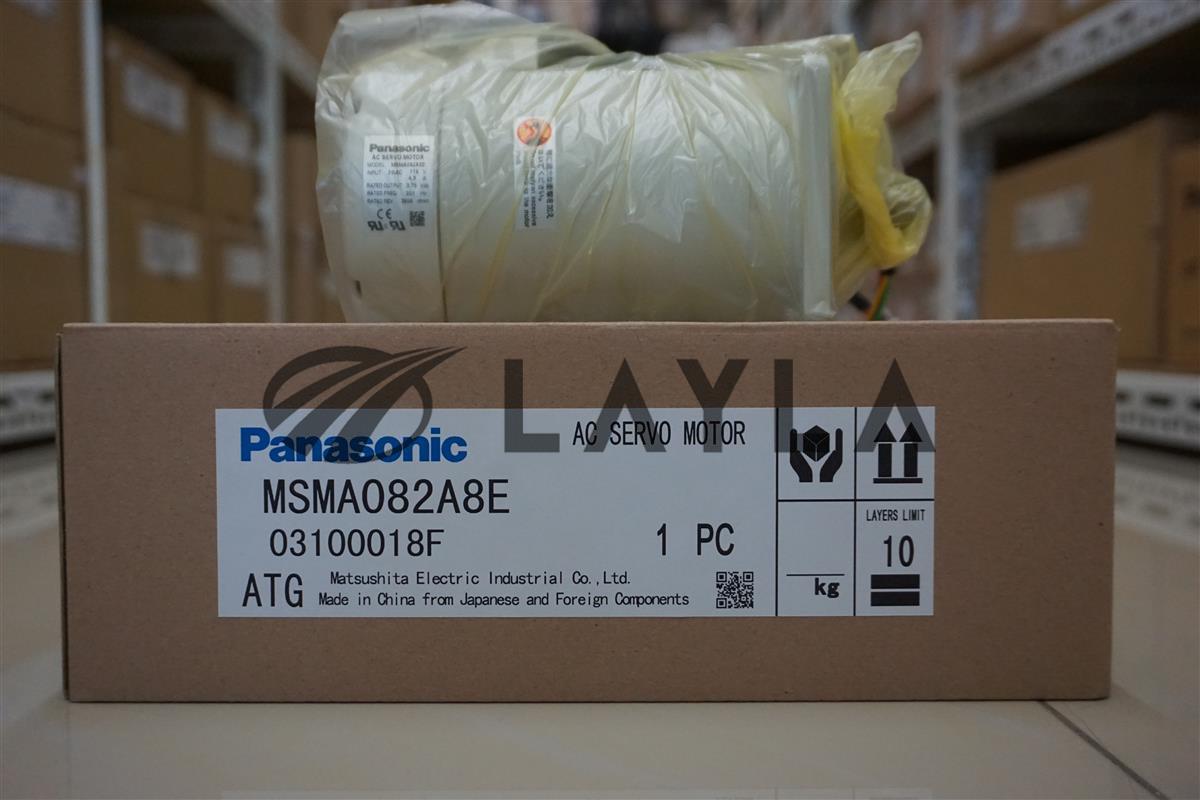 Panasonic
AC SERVO MOTOR
CE
LAYLA
Panasonic
AC SERVO MOTOR
MSMA082A8E
03100018F
1 PC
ATG
Matsushita Electric Industrial Co.,Ltd.
Made in China from Japanese and Foreign Components
kg
LAYERS LIMIT
10